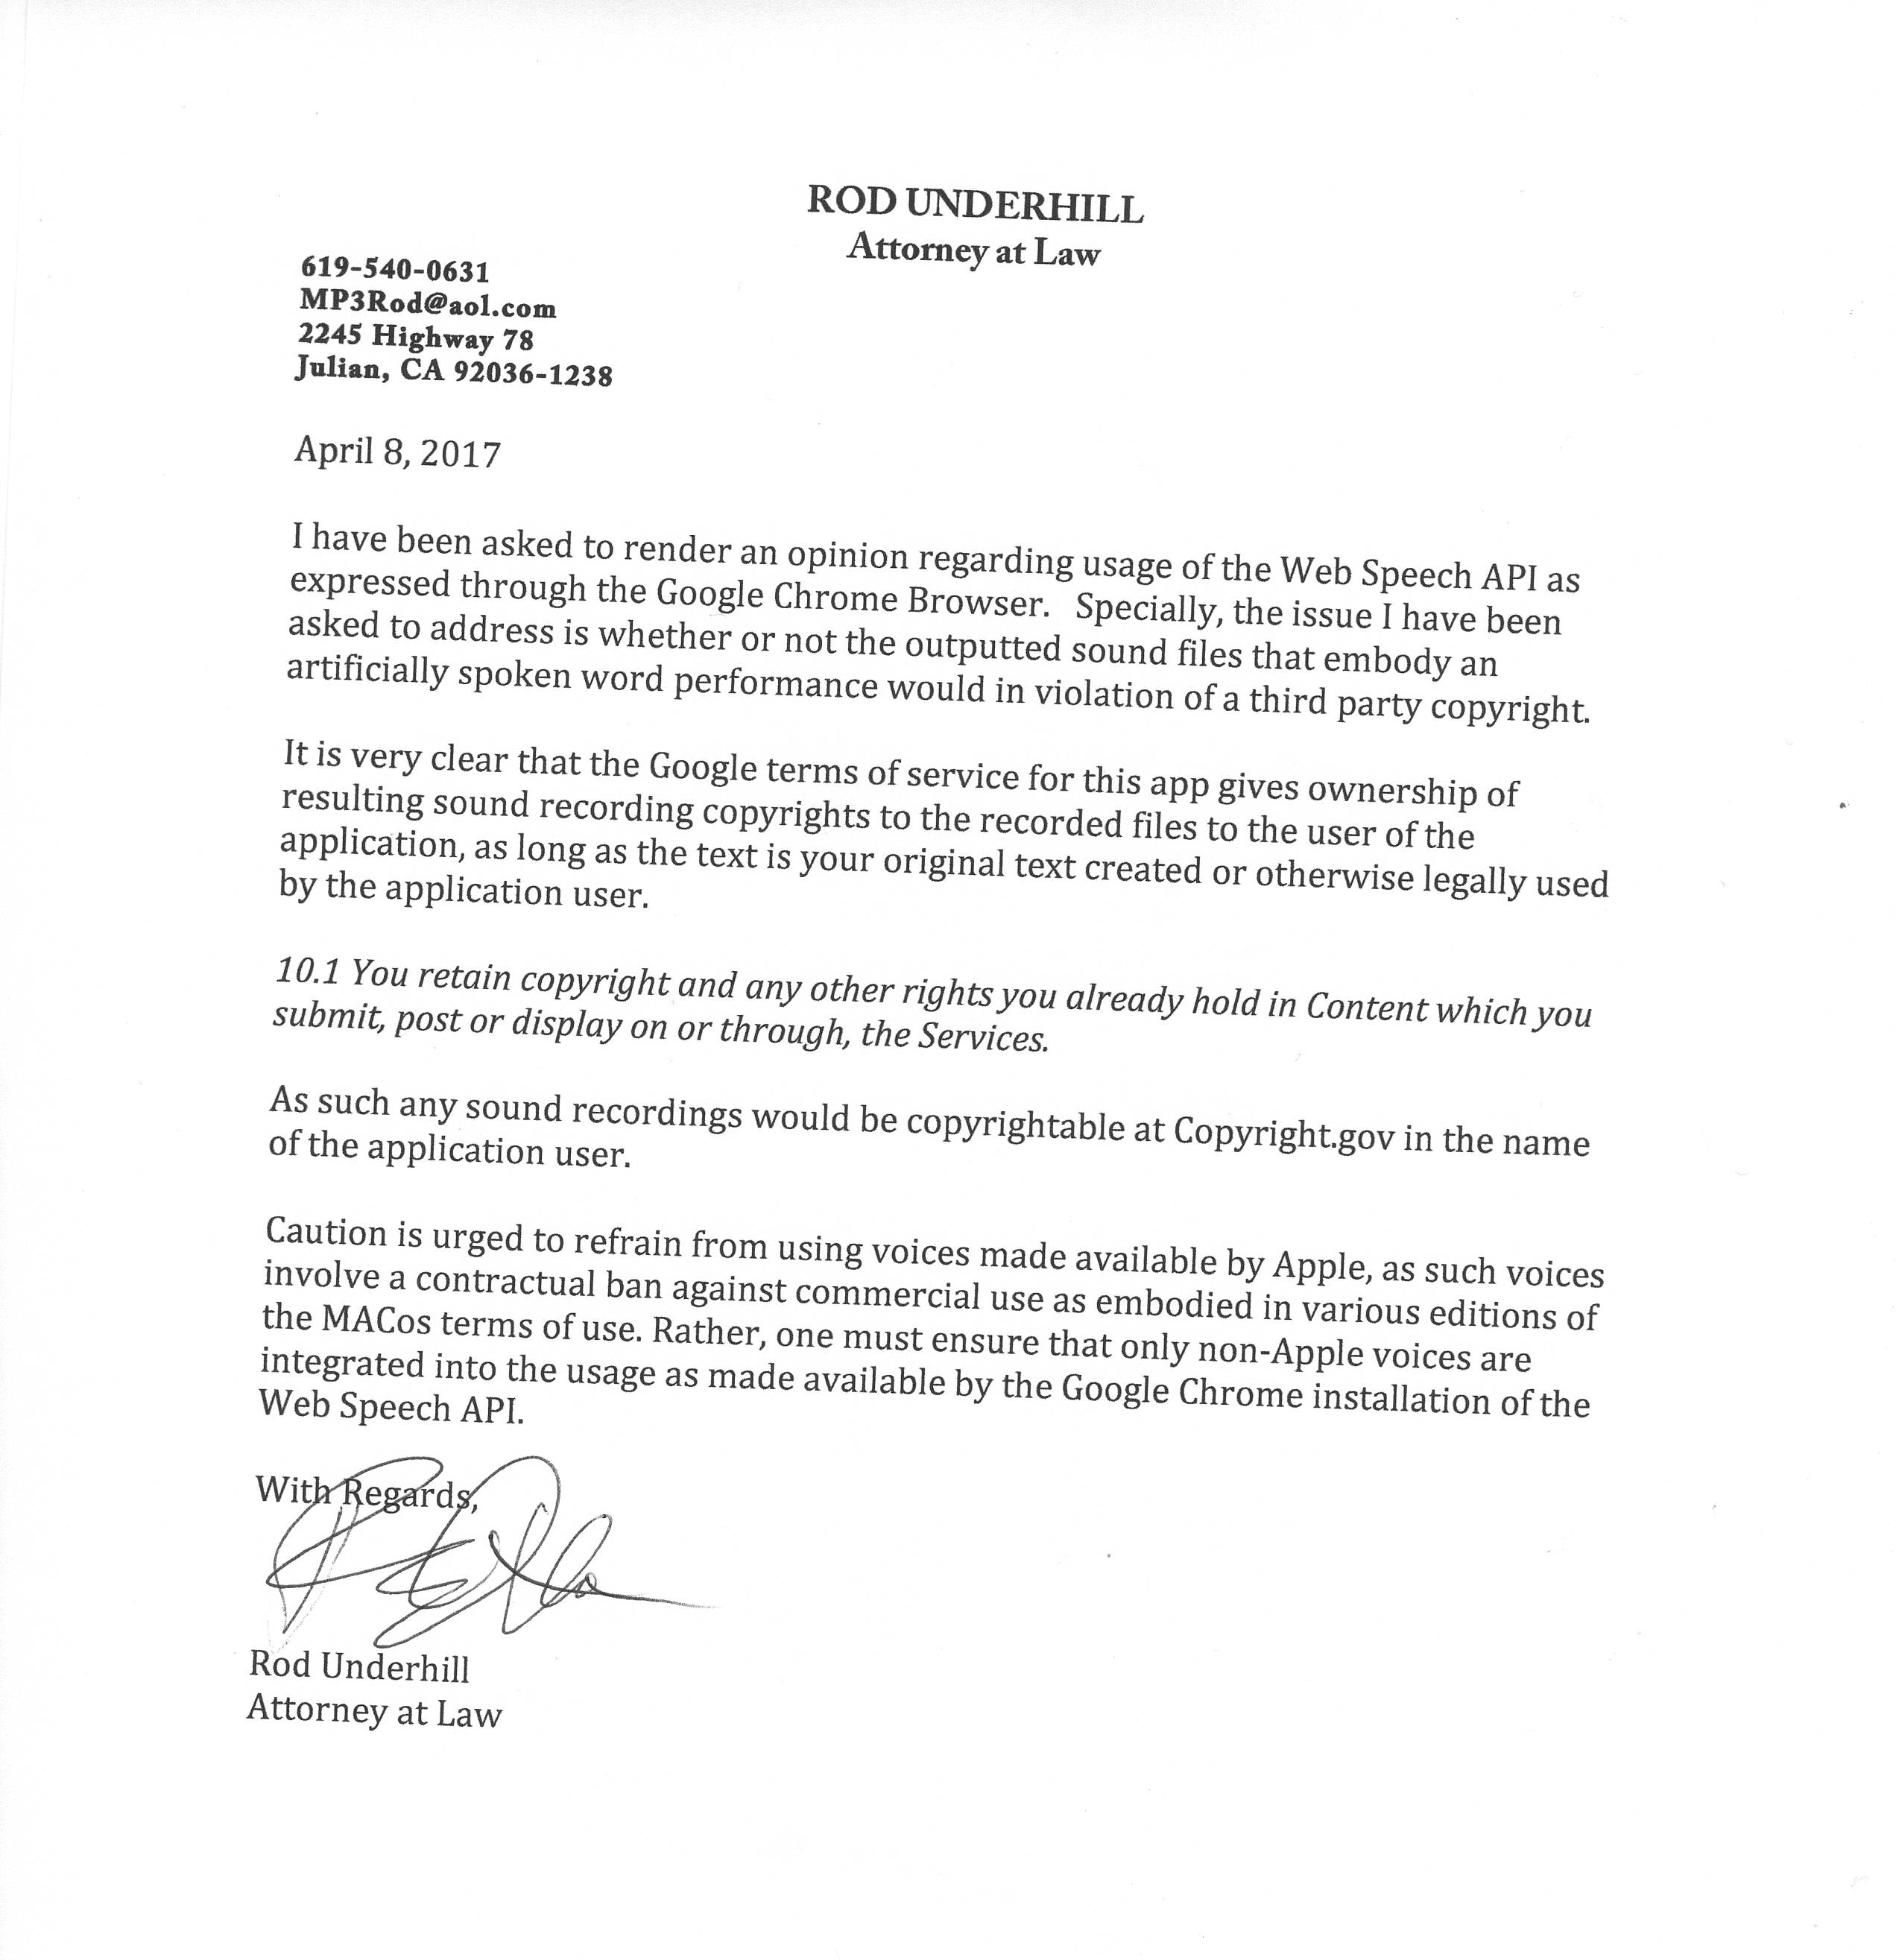 ROD UNDERHILL
Attorney at Law
619-540-0631
MP3Rod@aol.com
2245 Highway 78
Julian, CA 92036-1238
April 8, 2017
I have been asked to render an opinion regarding usage of the Web Speech API as
expressed through the Google Chrome Browser. Specially, the issue I have been
asked to address is whether or not the outputted sound files that embody an
artificially spoken word performance would in violation of a third party copyright.
It is very clear that the Google terms of service for this app gives ownership of
resulting sound recording copyrights to the recorded files to the user of the
application, as long as the text is your original text created or otherwise legally used
by the application user.
10.1 You retain copyright and any other rights you already hold in Content which you
submit, post or display on or through, the Services.
As such any sound recordings would be copyrightable at Copyright.gov in the name
of the application user.
Caution is urged to refrain from using voices made available by Apple, as such voices
involve a contractual ban against commercial use as embodied in various editions of
the MACos terms of use. Rather, one must ensure that only non-Apple voices are
integrated into the usage as made available by the Google Chrome installation of the
Web Speech API.
With Regards,
Rod Underhill
Attorney at Law